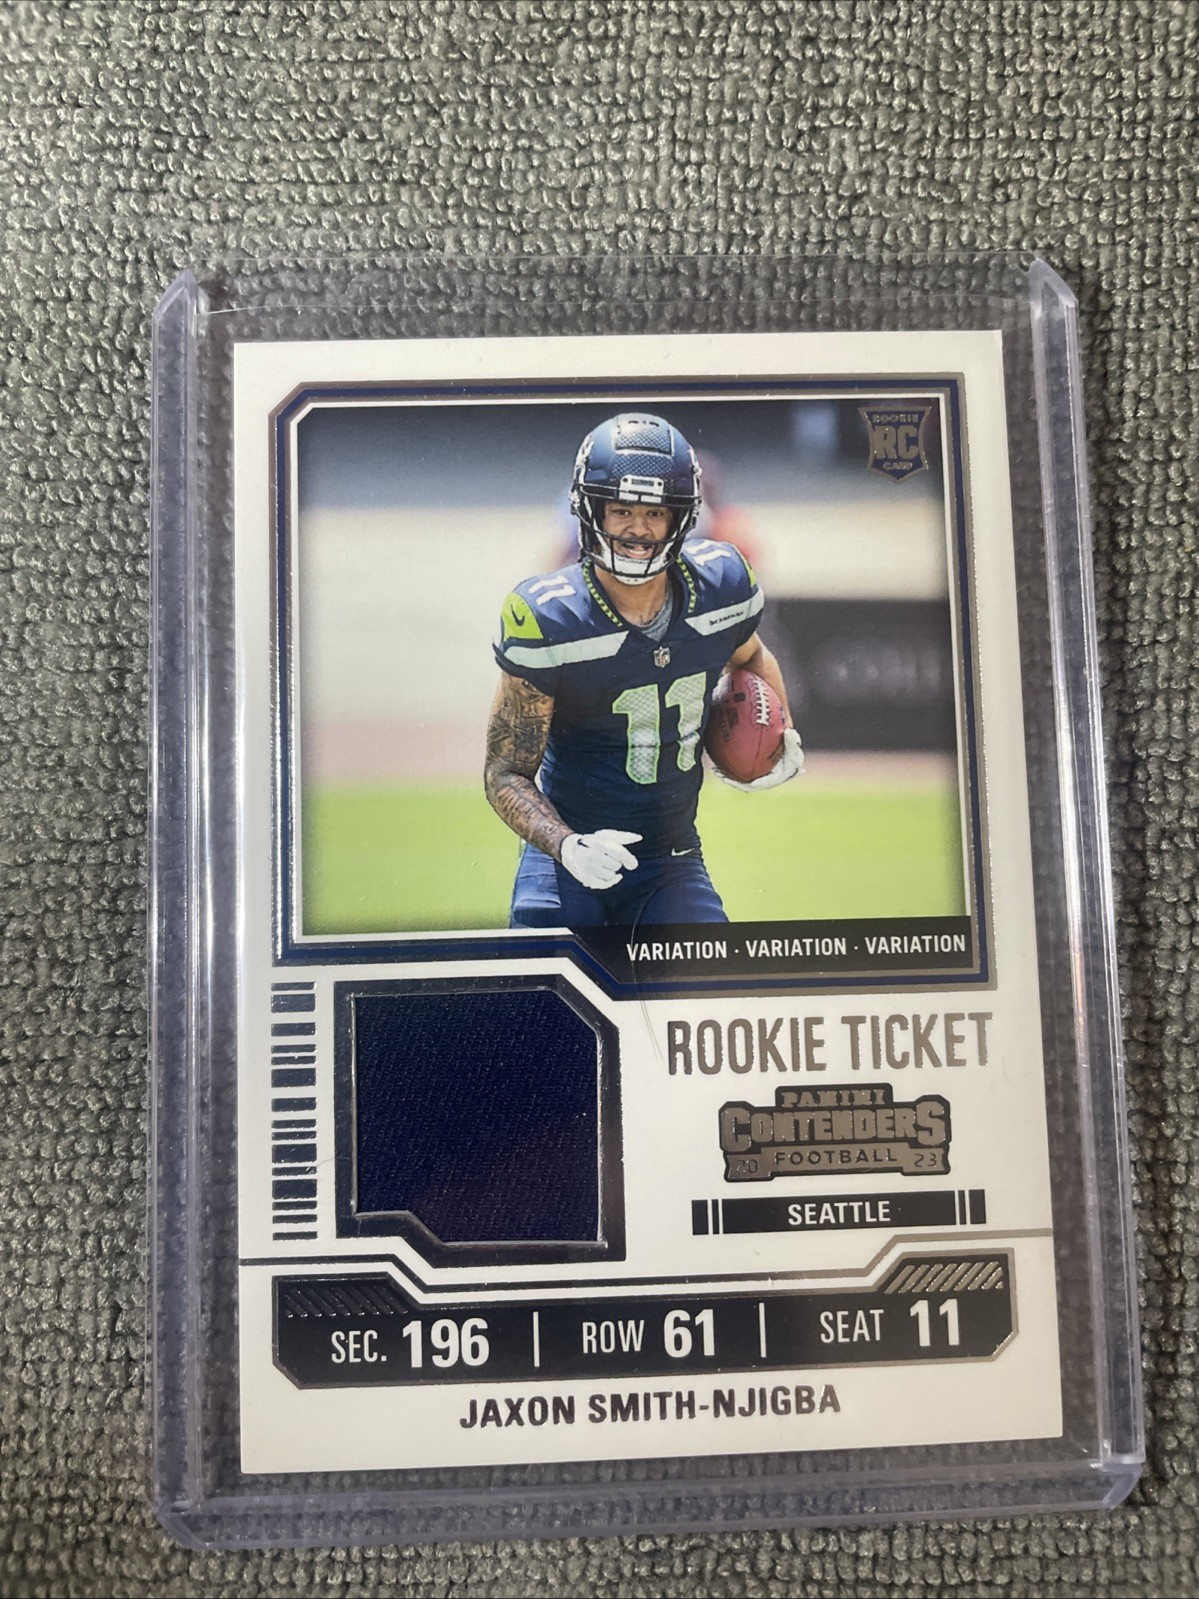 ROOKIE
RC
CARD
11
11
11
VARIATION · VARIATION · VARIATION
ROOKIE TICKET
PANINI
CONTENDERS
20 FOOTBALL 23
SEATTLE
SEC. 196 | ROW 61 | SEAT 11
JAXON SMITH-NJIGBA